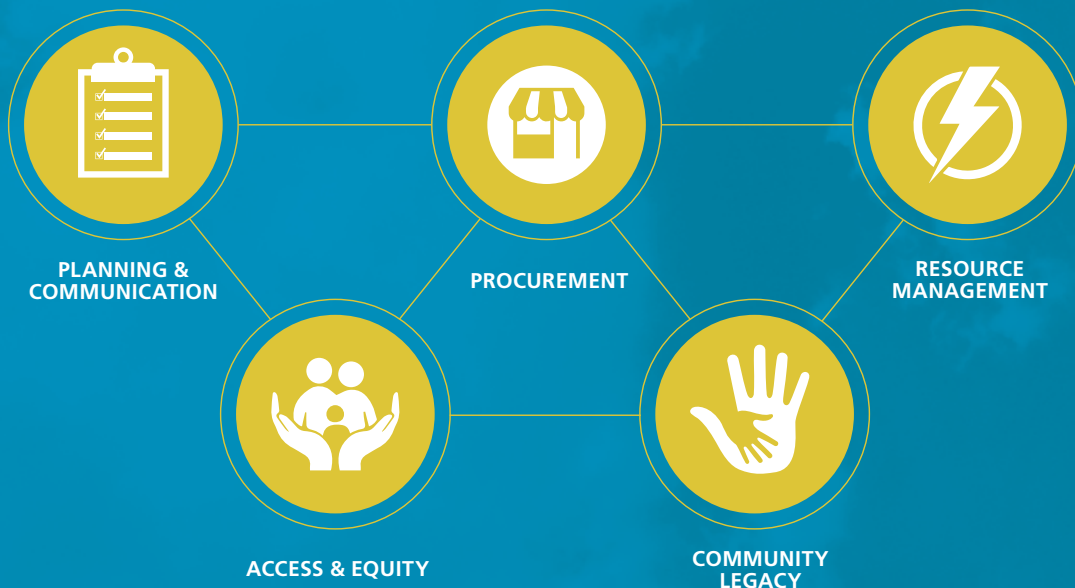 PLANNING &
COMMUNICATION
PROCUREMENT
RESOURCE
MANAGEMENT
ACCESS & EQUITY
COMMUNITY
LEGACY